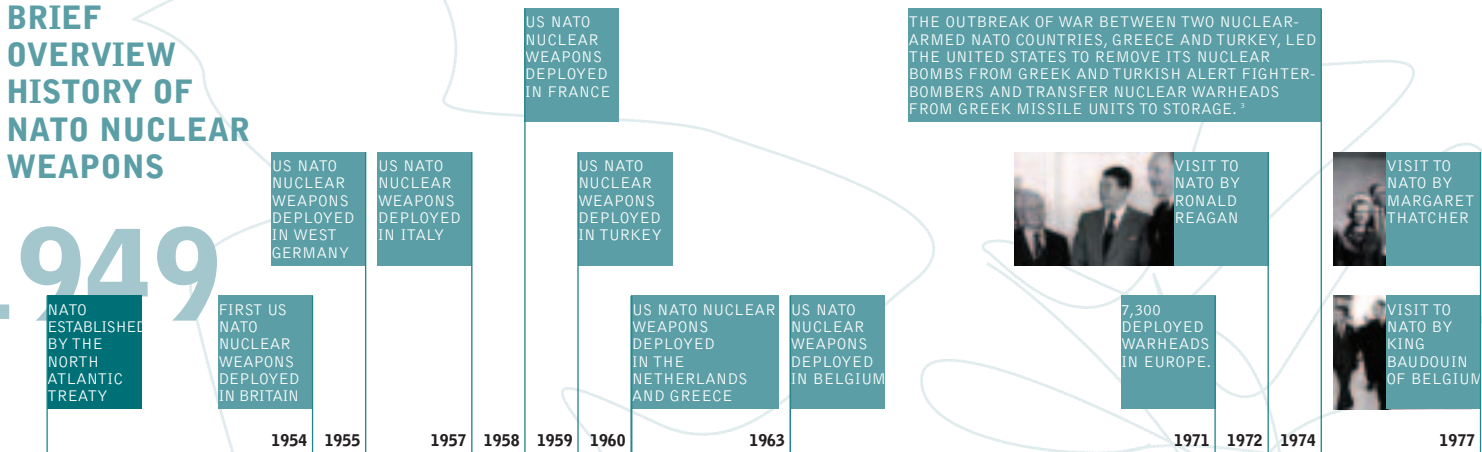 BRIEF
OVERVIEW
HISTORY OF
NATO NUCLEAR
WEAPONS
1949
NATO
ESTABLISHED
BY THE
NORTH
ATLANTIC
TREATY
FIRST US
NATO
NUCLEAR
WEAPONS
DEPLOYED
IN BRITAIN
US NATO
NUCLEAR
WEAPONS
DEPLOYED
IN WEST
GERMANY
US NATO
NUCLEAR
WEAPONS
DEPLOYED
IN ITALY
US NATO
NUCLEAR
WEAPONS
DEPLOYED
IN FRANCE
US NATO
NUCLEAR
WEAPONS
DEPLOYED
IN TURKEY
US NATO NUCLEAR
WEAPONS
DEPLOYED
IN THE
NETHERLANDS
AND GREECE
US NATO
NUCLEAR
WEAPONS
DEPLOYED
IN BELGIUM
7,300
DEPLOYED
WARHEADS
IN EUROPE.
VISIT TO
NATO BY
RONALD
REAGAN
THE OUTBREAK OF WAR BETWEEN TWO NUCLEAR-
ARMED NATO COUNTRIES, GREECE AND TURKEY, LED
THE UNITED STATES TO REMOVE ITS NUCLEAR
BOMBS FROM GREEK AND TURKISH ALERT FIGHTER-
BOMBERS AND TRANSFER NUCLEAR WARHEADS
FROM GREEK MISSILE UNITS TO STORAGE. 3
VISIT TO
NATO BY
MARGARET
THATCHER
VISIT TO
NATO BY
KING
BAUDOUIN
OF BELGIUM
1954 1955 1957 1958 1959 1960 1963 1971 1972 1974 1977